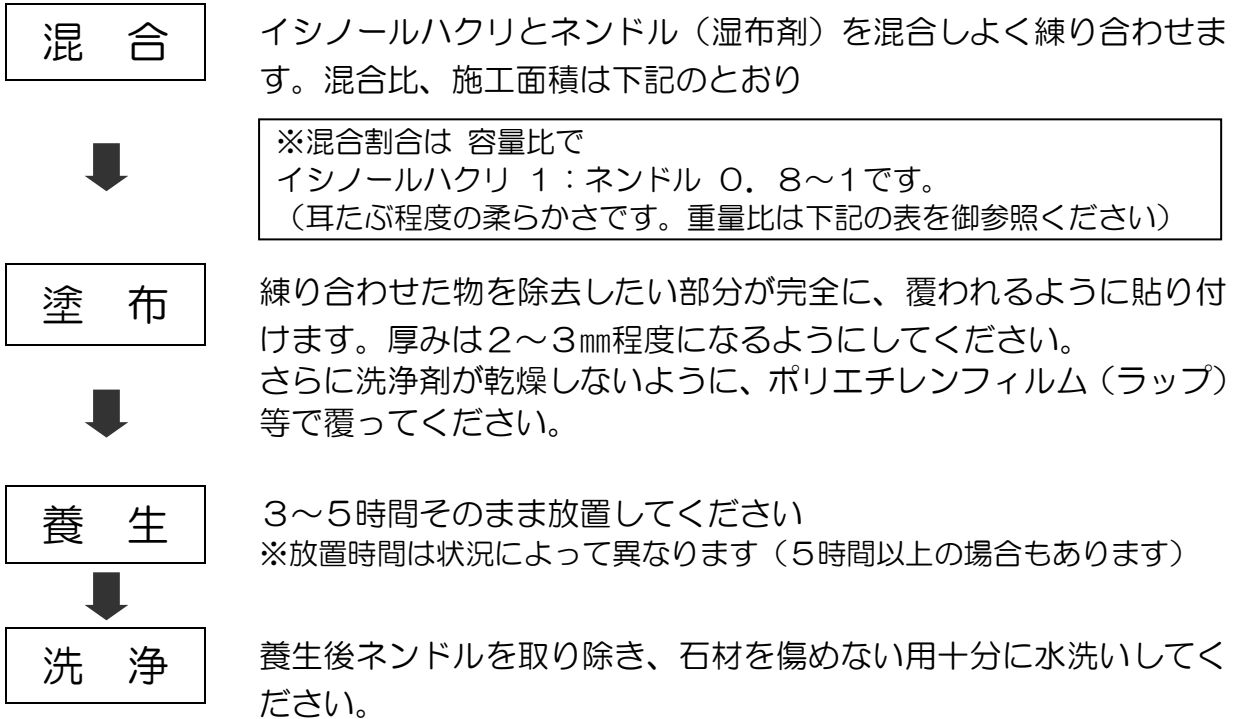 混　合
イシノールハクリとネンドル（湿布剤）を混合しよく練り合わせま
す。混合比、施工面積は下記のとおり
※混合割合は 容量比で
イシノールハクリ １：ネンドル ０．８～１です。
（耳たぶ程度の柔らかさです。重量比は下記の表を御参照ください）
塗　布
練り合わせた物を除去したい部分が完全に、覆われるように貼り付
けます。厚みは２～３㎜程度になるようにしてください。
さらに洗浄剤が乾燥しないように、ポリエチレンフィルム（ラップ）
等で覆ってください。
養　生
３～５時間そのまま放置してください
※放置時間は状況によって異なります（５時間以上の場合もあります）
洗　浄
養生後ネンドルを取り除き、石材を傷めない用十分に水洗いしてく
ださい。